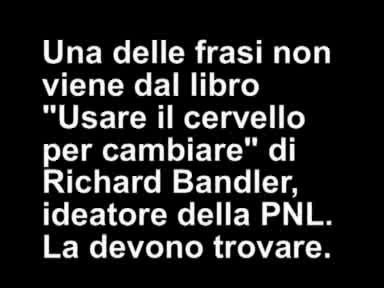 Una delle frasi non
viene dal libro
"Usare il cervello
per cambiare" di
Richard Bandler,
ideatore della PNL.
La devono trovare.